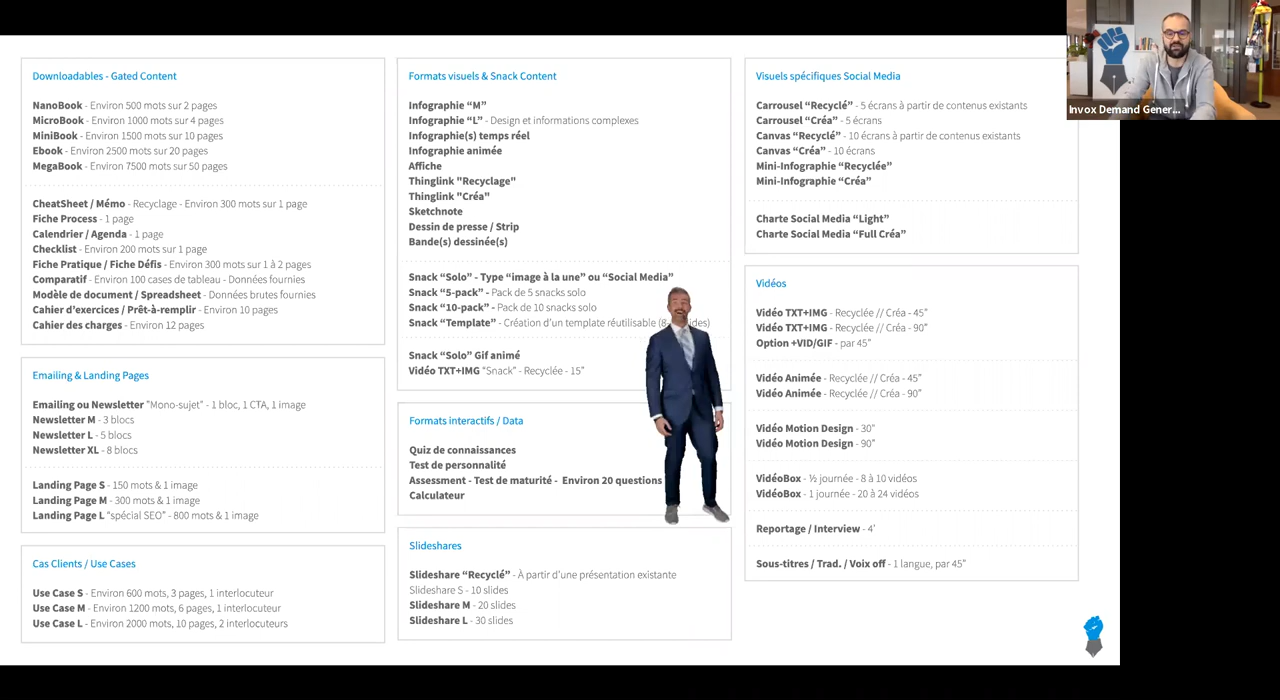 Downloadables - Gated Content
NanoBook - Environ 500 mots sur 2 pages
MicroBook - Environ 1000 mots sur 4 pages
MiniBook - Environ 1500 mots sur 10 pages
Ebook - Environ 2500 mots sur 20 pages
MegaBook - Environ 7500 mots sur 50 pages
CheatSheet / Mémo - Recyclage - Environ 300 mots sur 1 page
Fiche Process - 1 page
Calendrier / Agenda - 1 page
Checklist - Environ 200 mots sur 1 page
Fiche Pratique / Fiche Défis - Environ 300 mots sur 1 à 2 pages
Comparatif - Environ 100 cases de tableau - Données fournies
Modèle de document / Spreadsheet - Données brutes fournies
Cahier d'exercices / Prêt-à-remplir - Environ 10 pages
Cahier des charges - Environ 12 pages
Emailing & Landing Pages
Emailing ou Newsletter "Mono-sujet" - 1 bloc, 1 CTA, 1 image
Newsletter M - 3 blocs
Newsletter L - 5 blocs
Newsletter XL - 8 blocs
Landing Page S - 150 mots & 1 image
Landing Page M - 300 mots & 1 image
Landing Page L "spécial SEO" - 800 mots & 1 image
Cas Clients / Use Cases
Use Case S - Environ 600 mots, 3 pages, 1 interlocuteur
Use Case M - Environ 1200 mots, 6 pages, 1 interlocuteur
Use Case L - Environ 2000 mots, 10 pages, 2 interlocuteurs
Formats visuels & Snack Content
Infographie “M”
Infographie “L” - Design et informations complexes
Infographie(s) temps réel
Infographie animée
Affiche
Thinglink "Recyclage"
Thinglink "Créa"
Sketchnote
Dessin de presse / Strip
Bande(s) dessinée(s)
Snack “Solo” - Type “image à la une” ou “Social Media”
Snack “5-pack” - Pack de 5 snacks solo
Snack “10-pack” - Pack de 10 snacks solo
Snack “Template” - Création d'un template réutilisable (8-
Snack “Solo” Gif animé
Vidéo TXT+IMG “Snack” - Recyclée - 15”
Formats interactifs / Data
Quiz de connaissances
Test de personnalité
Assessment - Test de maturité - Environ 20 questions
Calculateur
Slideshares
Slideshare “Recyclé” - À partir d'une présentation existante
Slideshare S - 10 slides
Slideshare M - 20 slides
Slideshare L - 30 slides
Visuels spécifiques Social Media
Carrousel “Recyclé” - 5 écrans à partir de contenus existants
Carrousel “Créa” - 5 écrans
Canvas “Recyclé” - 10 écrans à partir de contenus existants
Canvas “Créa” - 10 écrans
Mini-Infographie “Recyclée”
Mini-Infographie “Créa”
Charte Social Media “Light”
Charte Social Media “Full Créa”
Vidéos
Vidéo TXT+IMG - Recyclée // Créa - 45”
Vidéo TXT+IMG - Recyclée // Créa - 90”
Option +VID/GIF - par 45”
Vidéo Animée - Recyclée // Créa - 45”
Vidéo Animée - Recyclée // Créa - 90”
Vidéo Motion Design - 30”
Vidéo Motion Design - 90”
VidéoBox - ½ journée - 8 à 10 vidéos
VidéoBox - 1 journée - 20 à 24 vidéos
Reportage / Interview - 4'
Sous-titres / Trad. / Voix off - 1 langue, par 45”
Invox Demand Gener...